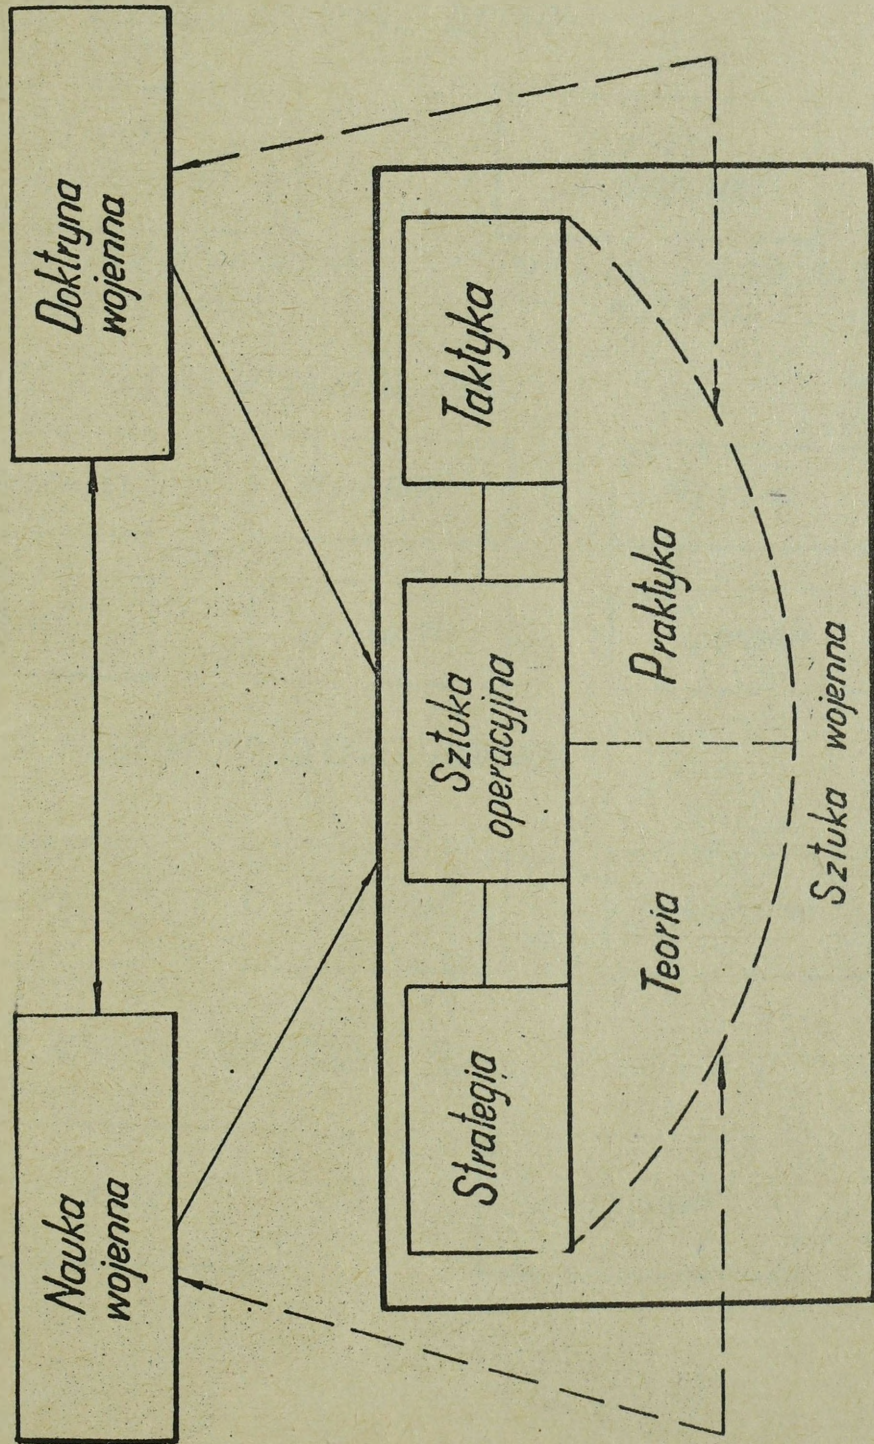 Nauka
wojenna
Doktryna
wojenna
Strategia
Sztuka
operacyjna
Taktyka
Teoria
Praktyka
Sztuka wojenna